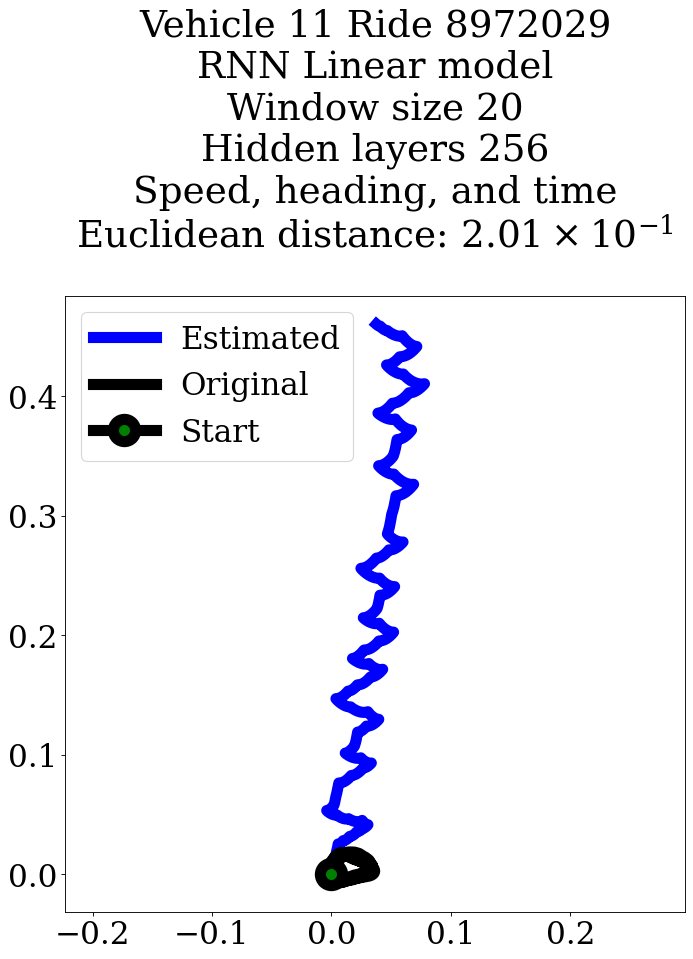 Vehicle 11 Ride 8972029
RNN Linear model
Window size 20
Hidden layers 256
Speed, heading, and time
Euclidean distance: 2.01 × 10⁻¹
Estimated
Original
Start
0.4
0.3
0.2
0.1
0.0
−0.2 −0.1 0.0 0.1 0.2